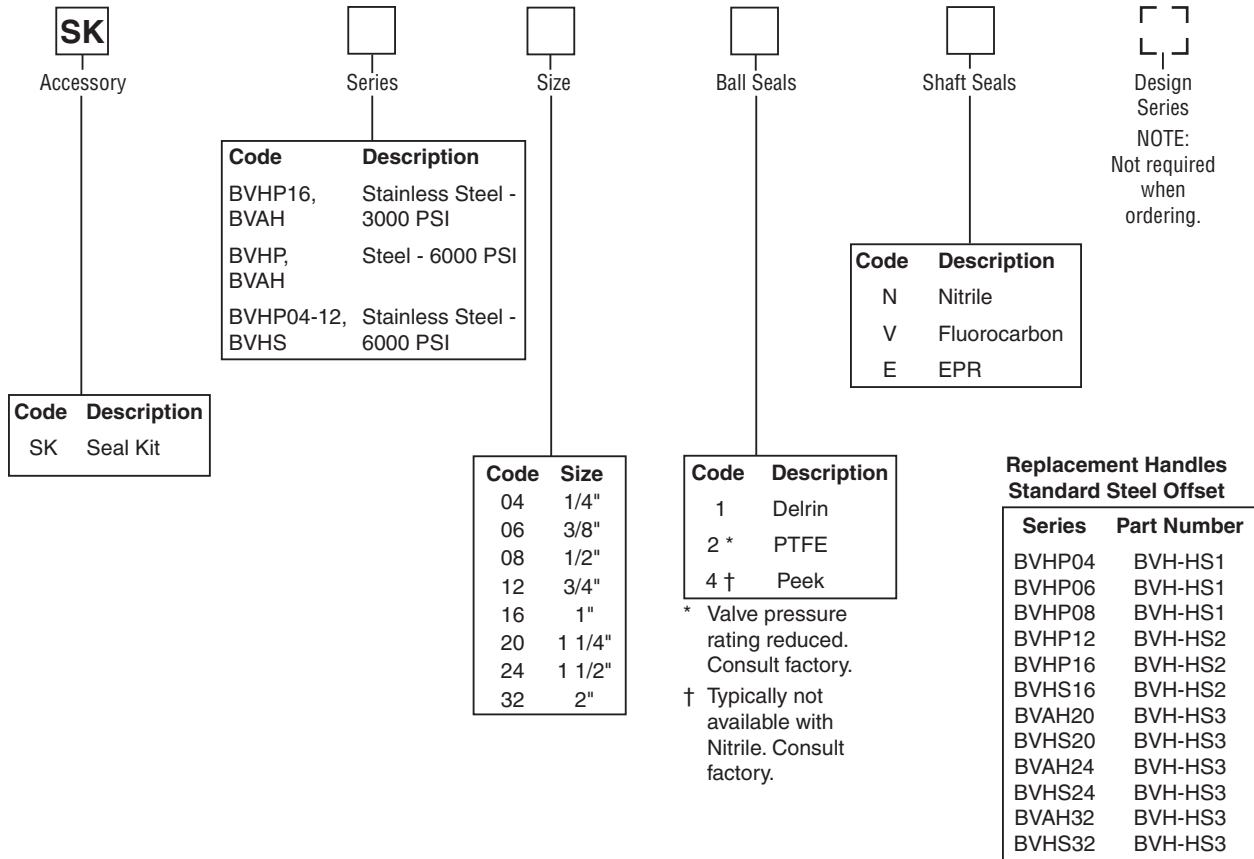 SK
Accessory
Series
Size
Ball Seals
Shaft Seals
Design
Series
NOTE:
Not required
when
ordering.
Code Description
BVHP16, Stainless Steel -
BVAH 3000 PSI
BVHP, Steel - 6000 PSI
BVAH
BVHP04-12, Stainless Steel -
BVHS 6000 PSI
Code Description
N Nitrile
V Fluorocarbon
E EPR
Code Description
SK Seal Kit
Code Size
04 1/4"
06 3/8"
08 1/2"
12 3/4"
16 1"
20 1 1/4"
24 1 1/2"
32 2"
Code Description
1 Delrin
2 * PTFE
4 † Peek
* Valve pressure
rating reduced.
Consult factory.
† Typically not
available with
Nitrile. Consult
factory.
Replacement Handles
Standard Steel Offset
Series Part Number
BVHP04 BVH-HS1
BVHP06 BVH-HS1
BVHP08 BVH-HS1
BVHP12 BVH-HS2
BVHP16 BVH-HS2
BVHS16 BVH-HS2
BVAH20 BVH-HS3
BVHS20 BVH-HS3
BVAH24 BVH-HS3
BVHS24 BVH-HS3
BVAH32 BVH-HS3
BVHS32 BVH-HS3